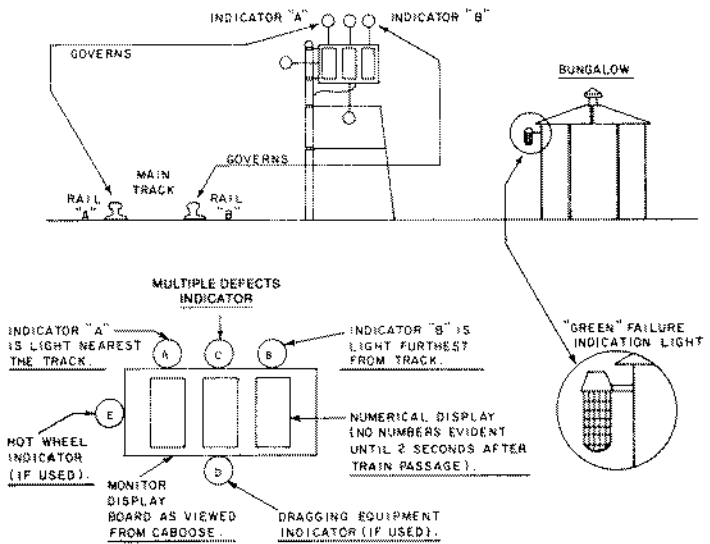 INDICATOR "A"
INDICATOR "B"
GOVERNS
BUNGALOW
GOVERNS
MAIN
TRACK
RAIL
"A"
RAIL
"B"
MULTIPLE DEFECTS
INDICATOR
INDICATOR "A"
IS LIGHT NEAREST
THE TRACK.
INDICATOR "B" IS
LIGHT FURTHEST
FROM TRACK.
"GREEN" FAILURE
INDICATION LIGHT
A
C
B
E
D
HOT WHEEL
INDICATOR
(IF USED).
NUMERICAL DISPLAY
(NO NUMBERS EVIDENT
UNTIL 2 SECONDS AFTER
TRAIN PASSAGE).
MONITOR
DISPLAY
BOARD AS VIEWED
FROM CABOOSE.
DRAGGING EQUIPMENT
INDICATOR (IF USED).